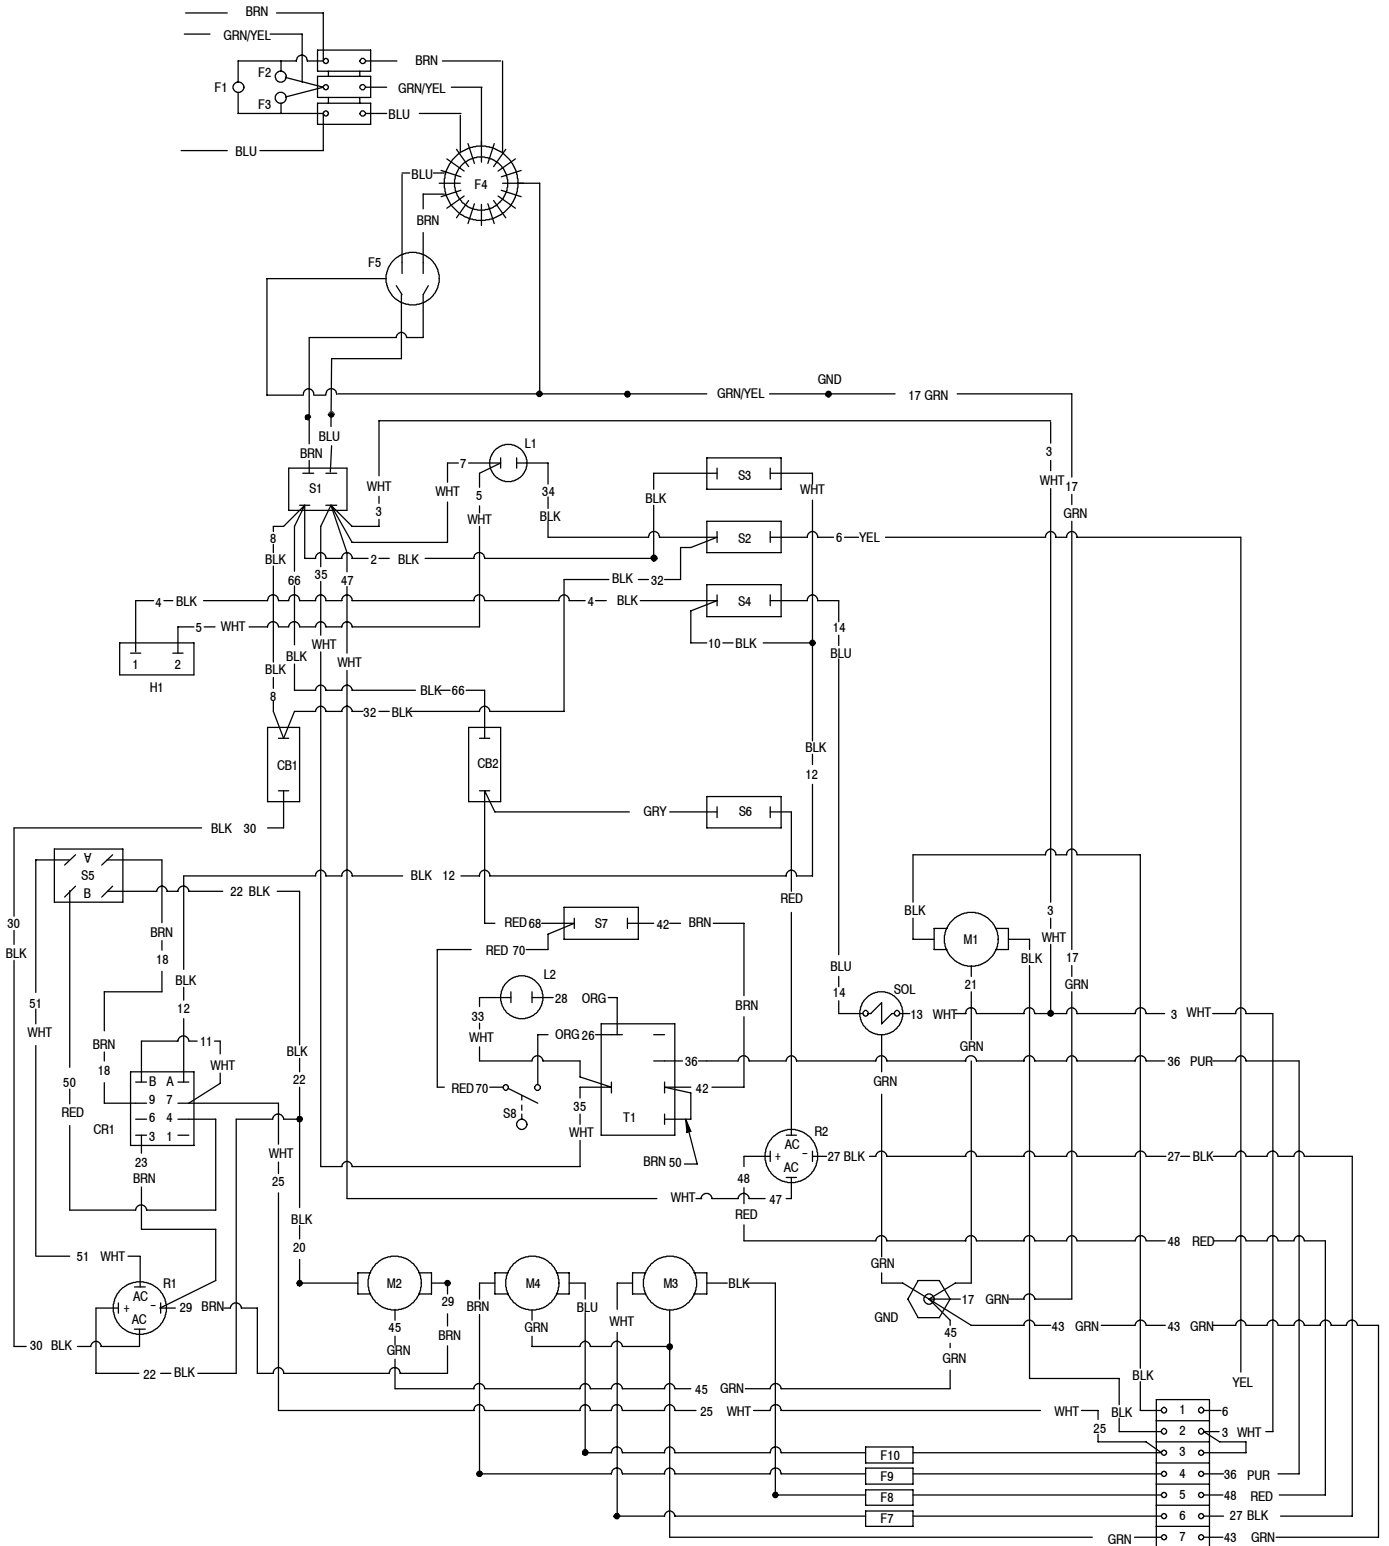 BRN
GRN/YEL
F2
BRN
F1
GRN/YEL
F3
BLU
BLU
BLU
F4
BRN
F5
GND
GRN/YEL
17 GRN
BLU
BRN
L1
3
7
S3
WHT
17
S1
WHT
WHT
5
34
BLK
WHT
GRN
3
WHT
BLK
8
S2
6
YEL
BLK
2
BLK
35
66
47
BLK
32
4
BLK
4
BLK
S4
5
WHT
14
WHT
10
BLK
BLU
BLK
WHT
1
2
BLK
H1
8
BLK
66
32
BLK
BLK
CB1
CB2
12
GRY
S6
BLK
30
A
S5
BLK
12
B
22 BLK
RED
30
BLK
3
BRN
RED
68
S7
42
BRN
M1
WHT
BLK
18
RED 70
BLK
17
BLU
L2
BLK
21
GRN
51
12
28
ORG
BRN
14
SOL
WHT
33
13
WHT
3
WHT
WHT
ORG
26
BRN
11
GRN
BLK
18
WHT
36
36
PUR
22
50
B
A
GRN
RED
9
7
RED
70
42
6
4
S8
35
T1
CR1
3
1
WHT
R2
AC
23
WHT
BRN
50
+
-
27
BLK
27
BLK
BRN
25
AC
48
WHT
47
RED
BLK
20
48
RED
51
WHT
GRN
R1
M2
M4
M3
BLK
AC
+
-
29
BRN
29
BRN
BLU
17
GRN
AC
WHT
GND
45
GRN
BRN
45
43
GRN
43
GRN
30
BLK
GRN
GRN
22
BLK
BLK
YEL
45
GRN
25
WHT
WHT
BLK
1
6
25
2
3
WHT
F10
3
F9
4
36
PUR
F8
5
48
RED
F7
6
27 BLK
GRN
7
43
GRN